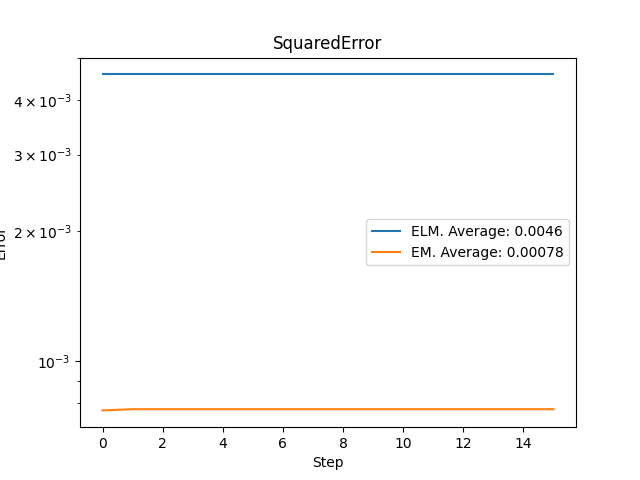 SquaredError
4 × 10⁻³
3 × 10⁻³
2 × 10⁻³
10⁻³
Error
ELM. Average: 0.0046
EM. Average: 0.00078
0 2 4 6 8 10 12 14
Step